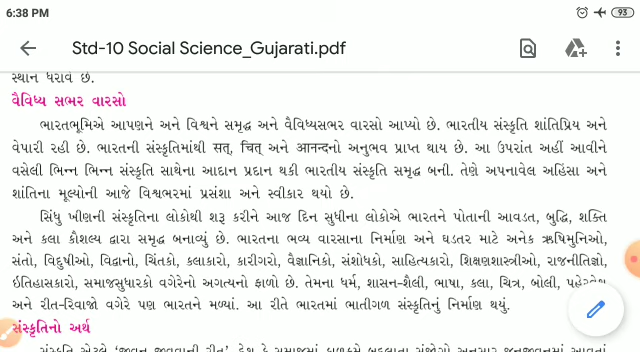 6:38 PM
93
Std-10 Social Science_Gujarati.pdf
સ્થાન ધરાવે છે.
વૈવિધ્ય સભર વારસો
ભારતભૂમિએ આપણને અને વિશ્વને સમૃદ્ધ અને વૈવિધ્યસભર વારસો આપ્યો છે. ભારતીય સંસ્કૃતિ શાંતિપ્રિય અને
વેપારી રહી છે. ભારતની સંસ્કૃતિમાંથી सत्, चित् અને आनन्दનો અનુભવ પ્રાપ્ત થાય છે. આ ઉપરાંત અહીં આવીને
વસેલી ભિન્ન ભિન્ન સંસ્કૃતિ સાથેના આદાન પ્રદાન થકી ભારતીય સંસ્કૃતિ સમૃદ્ધ બની. તેણે અપનાવેલ અહિંસા અને
શાંતિના મૂલ્યોની આજે વિશ્વભરમાં પ્રસંશા અને સ્વીકાર થયો છે.
સિંધુ ખીણની સંસ્કૃતિના લોકોથી શરૂ કરીને આજ દિન સુધીના લોકોએ ભારતને પોતાની આવડત, બુદ્ધિ, શક્તિ
અને કલા કૌશલ્ય દ્વારા સમૃદ્ધ બનાવ્યું છે. ભારતના ભવ્ય વારસાના નિર્માણ અને ઘડતર માટે અનેક ઋષિમુનિઓ,
સંતો, વિદુષીઓ, વિદ્વાનો, ચિંતકો, કલાકારો, કારીગરો, વૈજ્ઞાનિકો, સંશોધકો, સાહિત્યકારો, શિક્ષણશાસ્ત્રીઓ, રાજનીતિજ્ઞો,
ઇતિહાસકારો, સમાજસુધારકો વગેરેનો અગત્યનો ફાળો છે. તેમના ધર્મ, શાસન-શૈલી, ભાષા, કલા, ચિત્ર, બોલી,
અને રીત-રિવાજો વગેરે પણ ભારતને મળ્યાં. આ રીતે ભારતમાં ભાતીગળ સંસ્કૃતિનું નિર્માણ થયું.
સંસ્કૃતિનો અર્થ